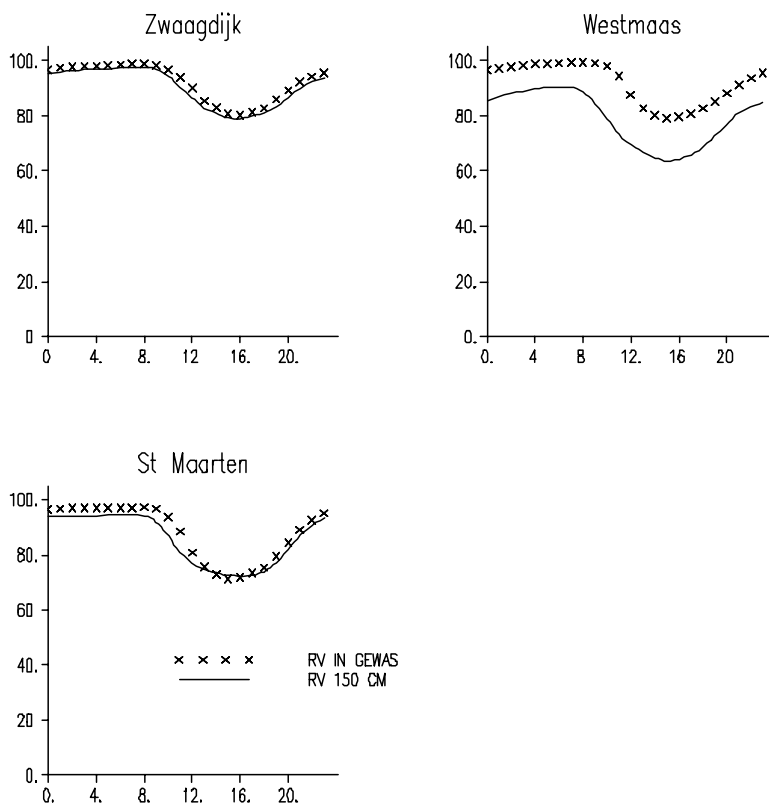 Zwaagdijk
100.
80.
60.
40.
20.
0
0. 4. 8. 12. 16. 20.
Westmaas
100.
80.
60.
40.
20.
0.
0. 4 8. 12. 16 20
St Maarten
100.
80.
60
40.
20
0.
0. 4. 8. 12. 16. 20.
RV IN GEWAS
RV 150 CM